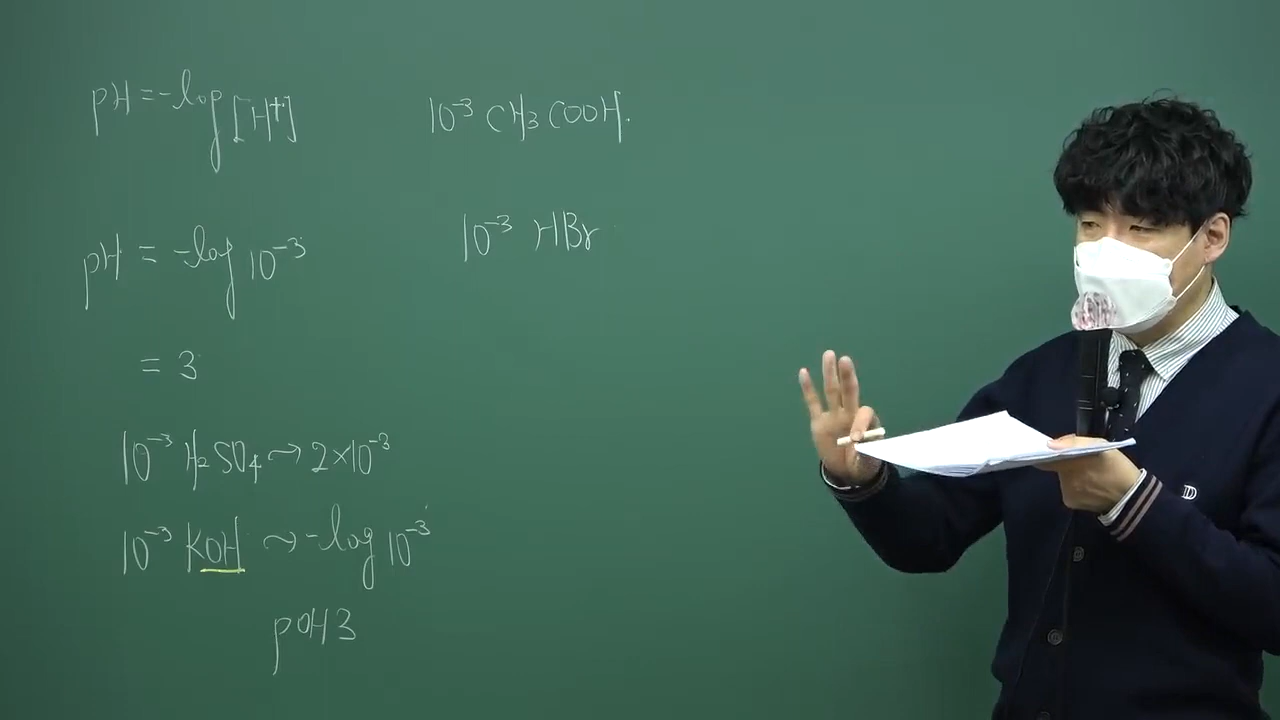 pH = -log [H⁺]
pH = -log 10⁻³
= 3
10⁻³ H₂SO₄ ~> 2×10⁻³
10⁻³ KOH ~> -log 10⁻³
pOH 3
10⁻³ CH₃COOH.
10⁻³ HBr